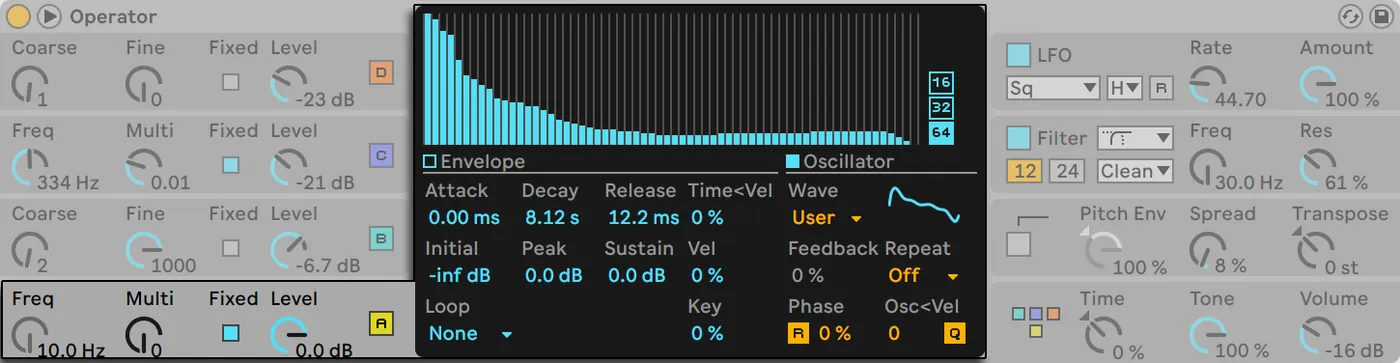 Operator
Coarse Fine Fixed Level
1 0 -23 dB D
Freq Multi Fixed Level
334 Hz 0.01 -21 dB C
Coarse Fine Fixed Level
2 1000 -6.7 dB B
Freq Multi Fixed Level
10.0 Hz 0 0.0 dB A
16
32
64
Envelope Oscillator
Attack Decay Release Time<Vel Wave
0.00 ms 8.12 s 12.2 ms 0 % User
Initial Peak Sustain Vel Feedback Repeat
-inf dB 0.0 dB 0.0 dB 0 % 0 % Off
Loop Key Phase Osc<Vel
None 0 % R 0 % 0 Q
LFO Rate Amount
Sq H R 44.70 100 %
Filter Freq Res
12 24 Clean 30.0 Hz 61 %
Pitch Env Spread Transpose
100 % 8 % 0 st
Time Tone Volume
0 % 100 % -16 dB